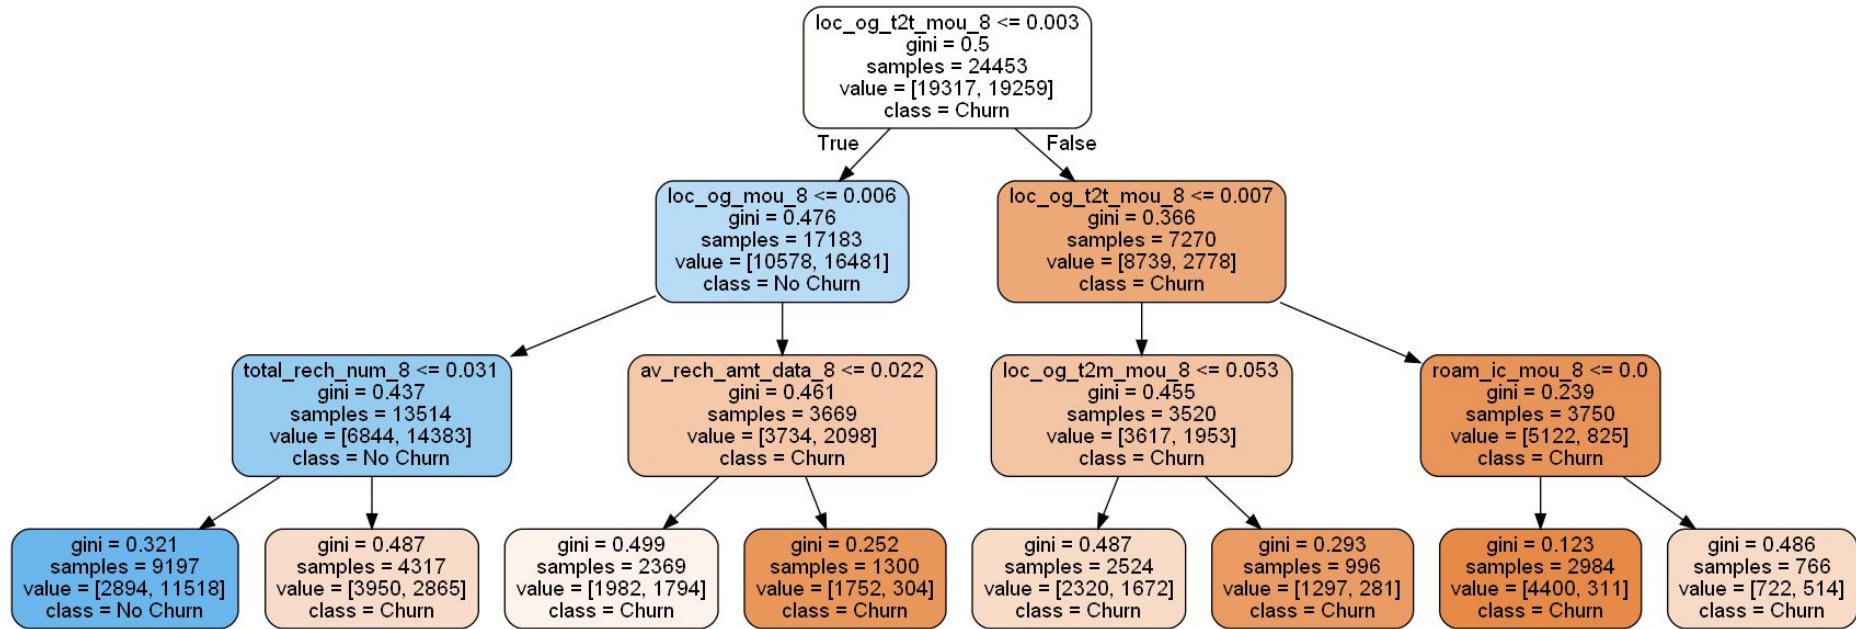 loc_og_t2t_mou_8 <= 0.003
gini = 0.5
samples = 24453
value = [19317, 19259]
class = Churn
True
False
loc_og_mou_8 <= 0.006
gini = 0.476
samples = 17183
value = [10578, 16481]
class = No Churn
loc_og_t2t_mou_8 <= 0.007
gini = 0.366
samples = 7270
value = [8739, 2778]
class = Churn
total_rech_num_8 <= 0.031
gini = 0.437
samples = 13514
value = [6844, 14383]
class = No Churn
av_rech_amt_data_8 <= 0.022
gini = 0.461
samples = 3669
value = [3734, 2098]
class = Churn
loc_og_t2m_mou_8 <= 0.053
gini = 0.455
samples = 3520
value = [3617, 1953]
class = Churn
roam_ic_mou_8 <= 0.0
gini = 0.239
samples = 3750
value = [5122, 825]
class = Churn
gini = 0.321
samples = 9197
value = [2894, 11518]
class = No Churn
gini = 0.487
samples = 4317
value = [3950, 2865]
class = Churn
gini = 0.499
samples = 2369
value = [1982, 1794]
class = Churn
gini = 0.252
samples = 1300
value = [1752, 304]
class = Churn
gini = 0.487
samples = 2524
value = [2320, 1672]
class = Churn
gini = 0.293
samples = 996
value = [1297, 281]
class = Churn
gini = 0.123
samples = 2984
value = [4400, 311]
class = Churn
gini = 0.486
samples = 766
value = [722, 514]
class = Churn